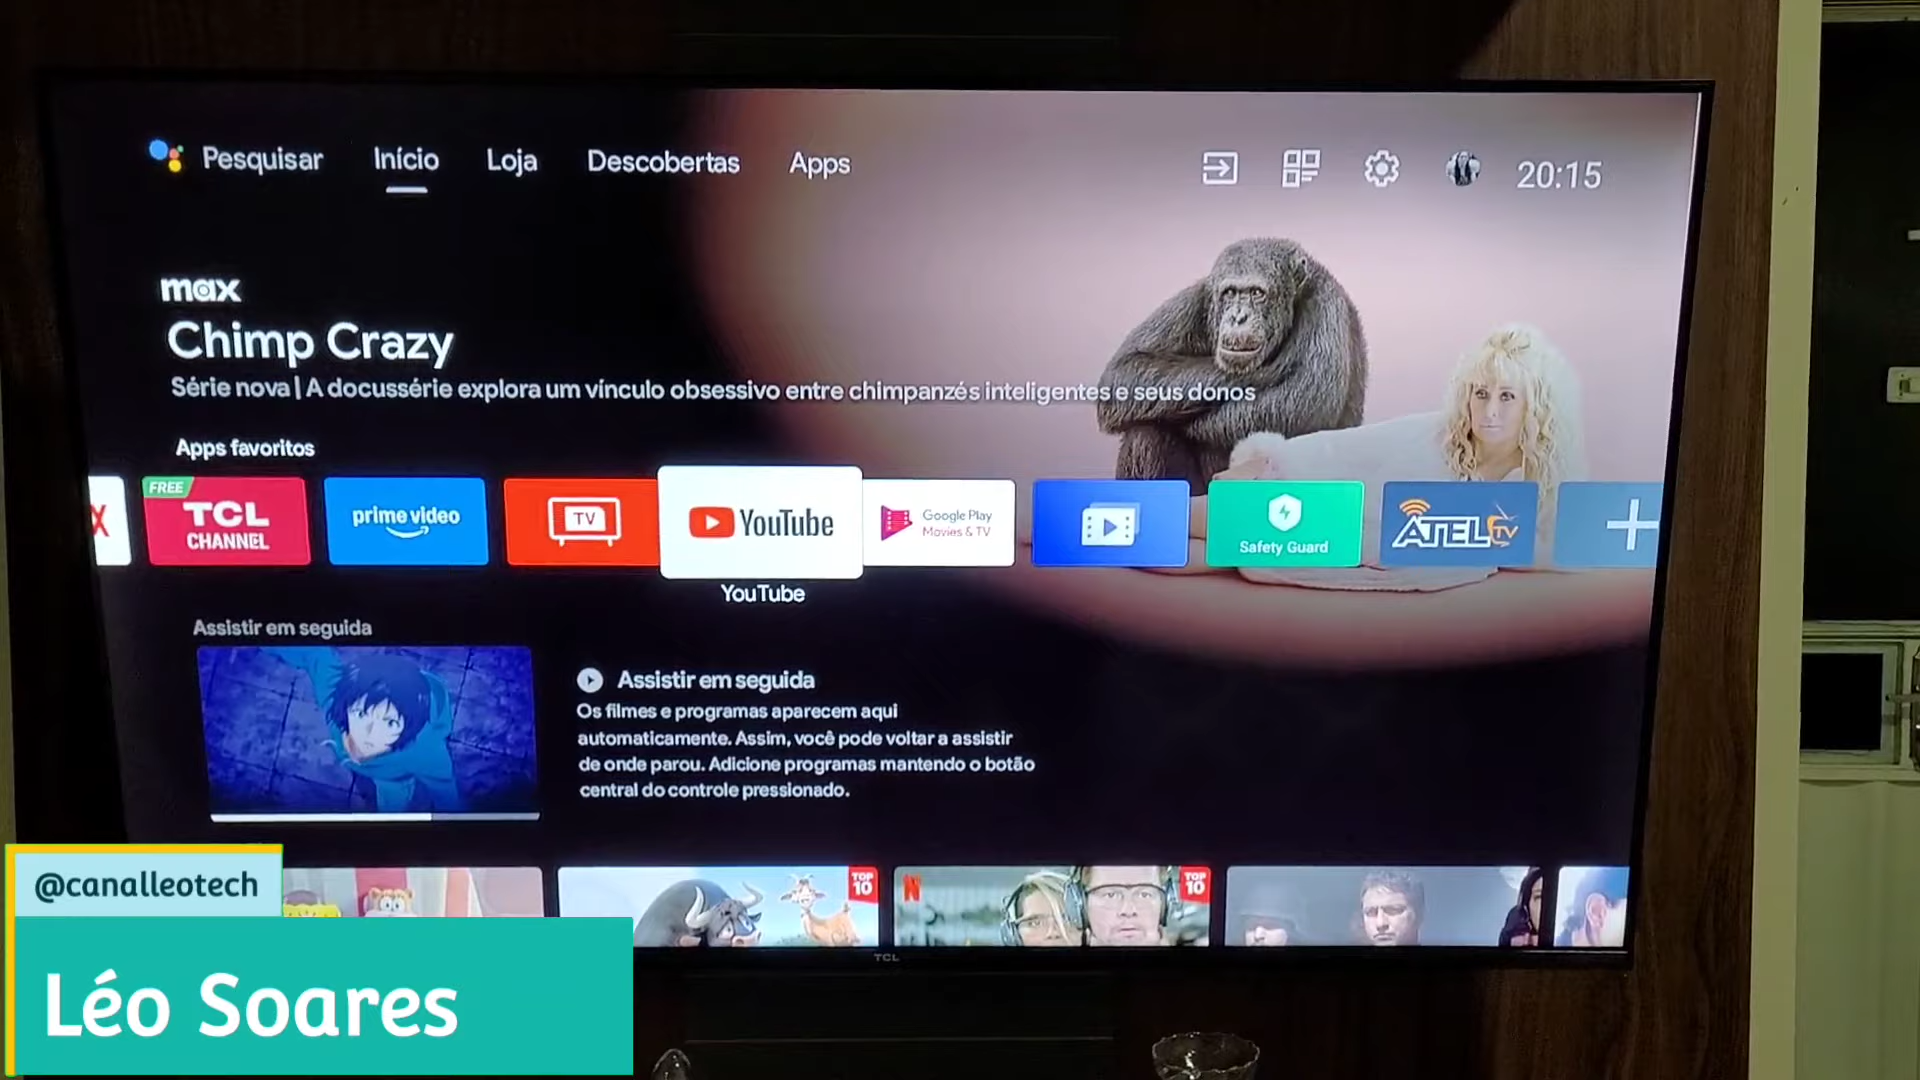 Pesquisar Início Loja Descobertas Apps 20:15
max
Chimp Crazy
Série nova | A docussérie explora um vínculo obsessivo entre chimpanzés inteligentes e seus donos
Apps favoritos
X
FREE
TCL
CHANNEL
prime video
TV
YouTube
Google Play
Movies & TV
Safety Guard
ATEL TV
YouTube
Assistir em seguida
Assistir em seguida
Os filmes e programas aparecem aqui
automaticamente. Assim, você pode voltar a assistir
de onde parou. Adicione programas mantendo o botão
central do controle pressionado.
TOP
10
N
TOP
10
TCL
@canalleotech
Léo Soares